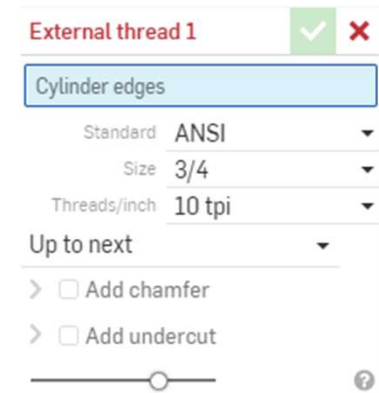 External thread 1
Cylinder edges
Standard ANSI
Size 3/4
Threads/inch 10 tpi
Up to next
Add chamfer
Add undercut
?